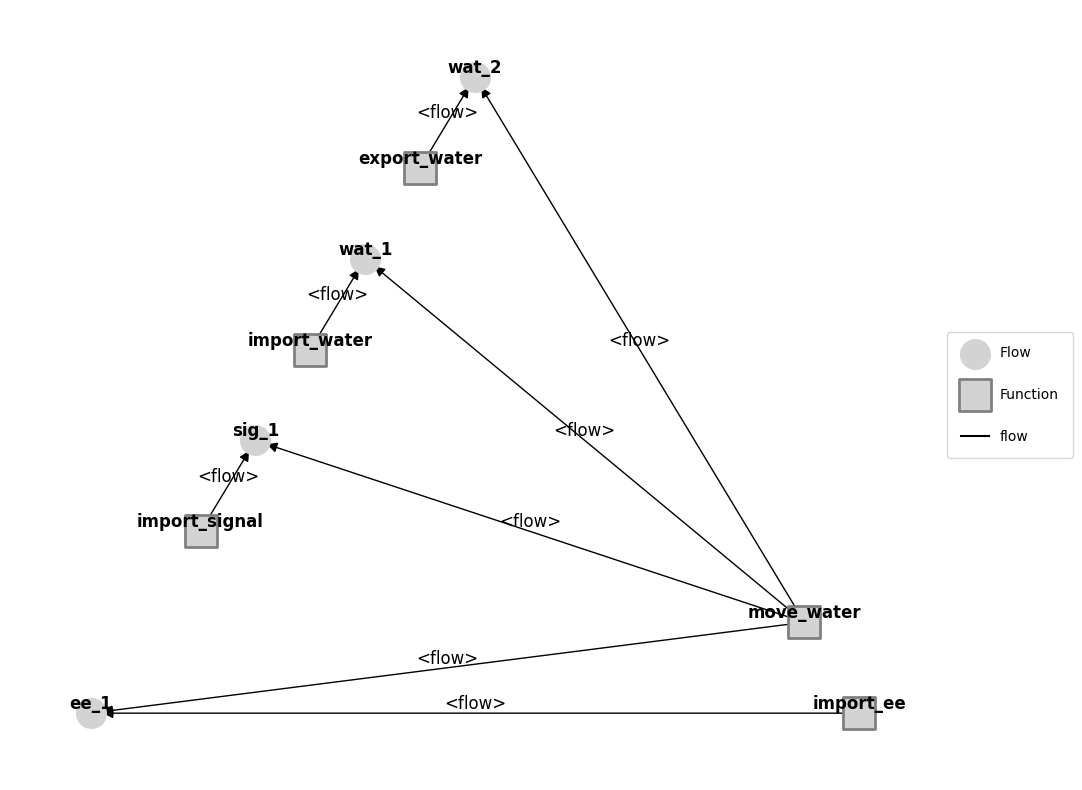 wat_2
<flow>
export_water
wat_1
<flow>
import_water
<flow>
Flow
Function
<flow>
sig_1
flow
<flow>
import_signal
<flow>
move_water
<flow>
ee_1
<flow>
import_ee